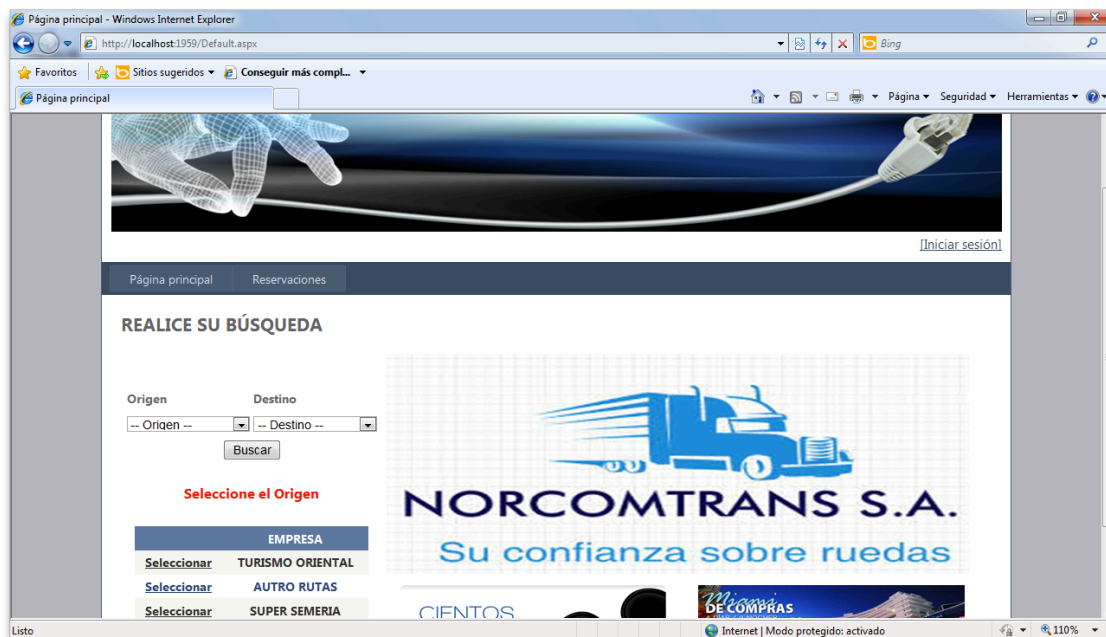 Página principal - Windows Internet Explorer
http://localhost:1959/Default.aspx
Bing
Favoritos
Sitios sugeridos
Conseguir más compl...
Página principal
Página
Seguridad
Herramientas
[Iniciar sesión]
Página principal
Reservaciones
REALICE SU BÚSQUEDA
Origen
Destino
-- Origen --
-- Destino --
Buscar
Seleccione el Origen
EMPRESA
Seleccionar TURISMO ORIENTAL
Seleccionar AUTRO RUTAS
Seleccionar SUPER SEMERIA
NORCOMTRANS S.A.
Su confianza sobre ruedas
CIENTOS
Miami
DE COMPRAS
Listo
Internet | Modo protegido: activado
110%